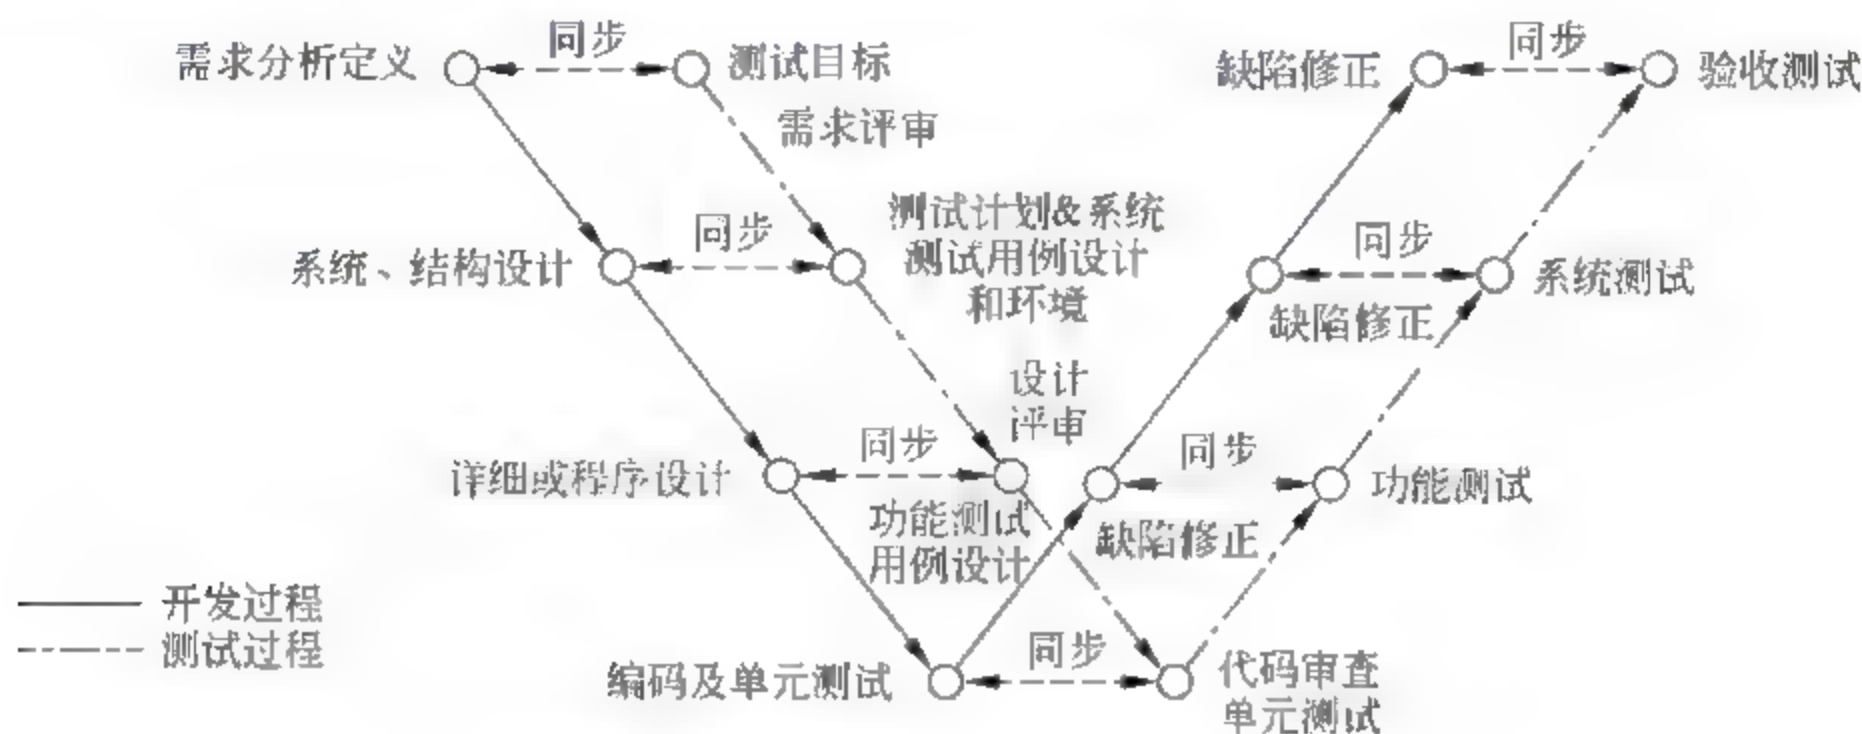 需求分析定义
同步
测试目标
缺陷修正
同步
验收测试
需求评审
系统、结构设计
同步
测试计划&系统
测试用例设计
和环境
同步
系统测试
缺陷修正
设计
评审
详细或程序设计
同步
功能测试
用例设计
同步
功能测试
缺陷修正
开发过程
测试过程
编码及单元测试
同步
代码审查
单元测试